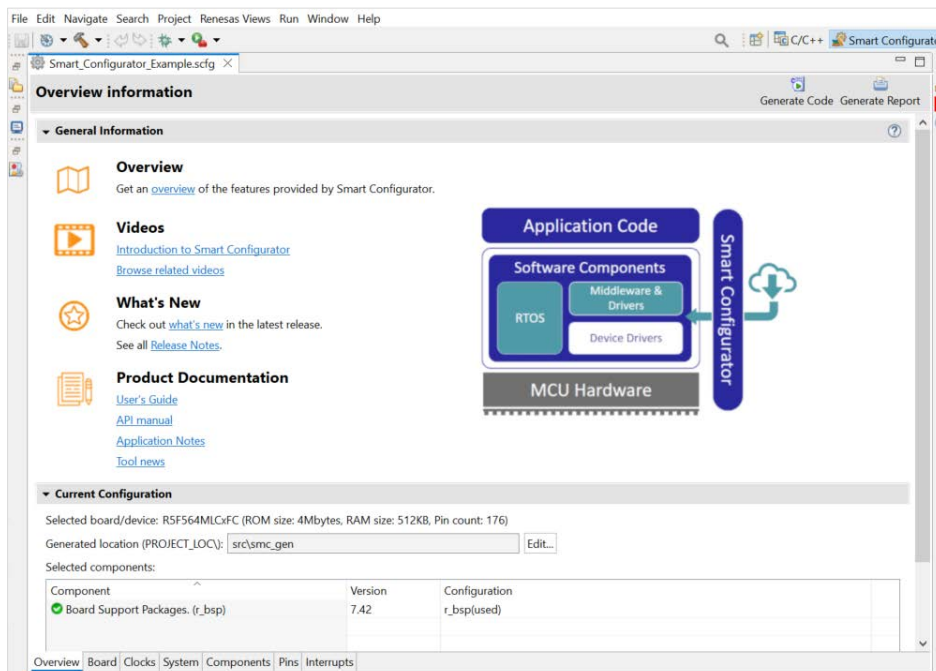 File Edit Navigate Search Project Renesas Views Run Window Help
C/C++ Smart Configurat
Smart_Configurator_Example.scfg
Overview information
Generate Code Generate Report
General Information
Overview
Get an overview of the features provided by Smart Configurator.
Videos
Introduction to Smart Configurator
Browse related videos
What's New
Check out what's new in the latest release.
See all Release Notes.
Product Documentation
User's Guide
API manual
Application Notes
Tool news
Application Code
Software Components
RTOS
Middleware &
Drivers
Device Drivers
MCU Hardware
Smart Configurator
Current Configuration
Selected board/device: R5F564MLCxFC (ROM size: 4Mbytes, RAM size: 512KB, Pin count: 176)
Generated location (PROJECT_LOC\): src\smc_gen Edit...
Selected components:
Component Version Configuration
Board Support Packages. (r_bsp) 7.42 r_bsp(used)
Overview Board Clocks System Components Pins Interrupts